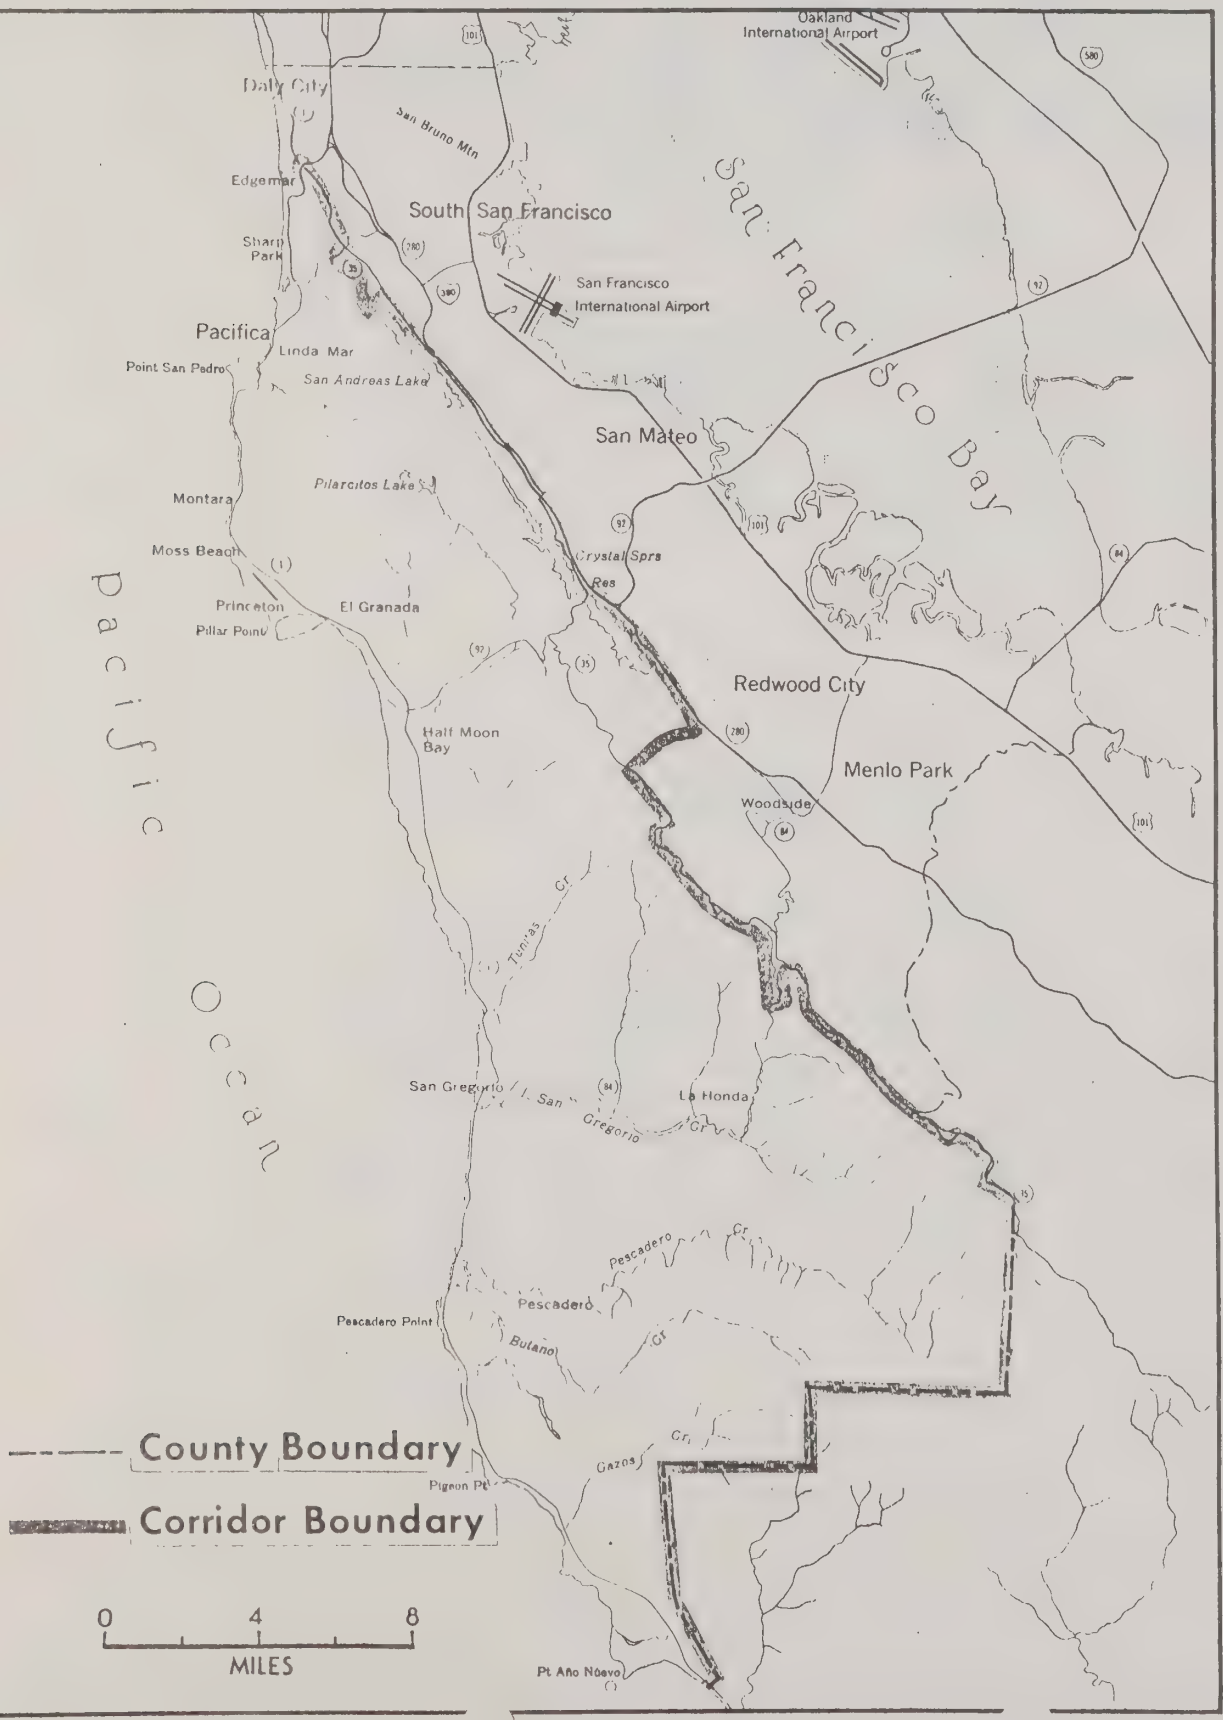 Oakland
International Airport
101
580
Daly City
1
San Bruno Mtn
Edgemar
South San Francisco
San Francisco Bay
Sharp
Park
280
35
380
92
San Francisco
International Airport
Pacifica
Linda Mar
Point San Pedro
San Andreas Lake
San Mateo
Pilarcitos Lake
Montara
92
101
Moss Beach
Crystal Sprs
Res
84
1
Princeton
El Granada
Pillar Point
Pacific Ocean
92
35
Redwood City
Half Moon
Bay
280
Menlo Park
Woodside
84
101
Tunitas Cr
1
San Gregorio
San Gregorio Cr
84
La Honda
35
Pescadero Cr
Pescadero
Pescadero Point
Butano Cr
County Boundary
Gazos Cr
Pigeon Pt
Corridor Boundary
0 4 8
MILES
Pt Año Nuevo